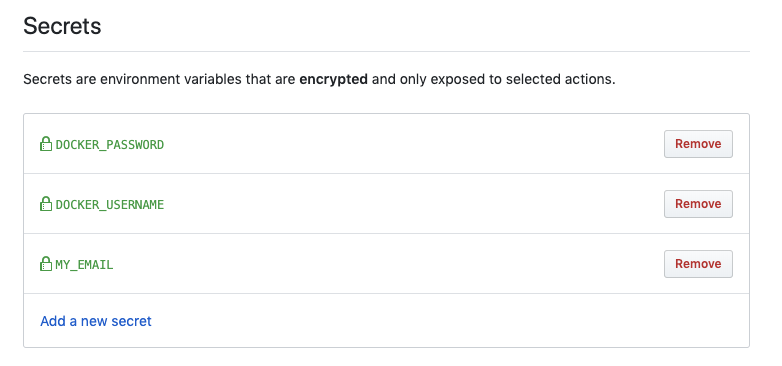 Secrets
Secrets are environment variables that are encrypted and only exposed to selected actions.
DOCKER_PASSWORD Remove
DOCKER_USERNAME Remove
MY_EMAIL Remove
Add a new secret